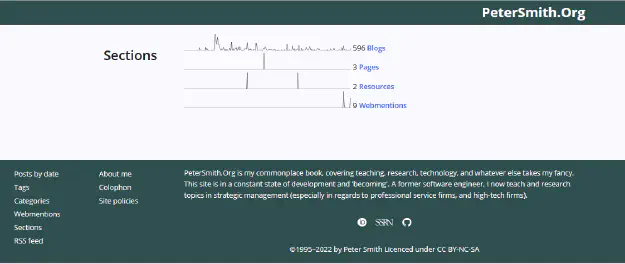 PeterSmith.Org
Sections
596 Blogs
3 Pages
2 Resources
9 Webmentions
Posts by date
Tags
Categories
Webmentions
Sections
RSS feed
About me
Colophon
Site policies
PeterSmith.Org is my commonplace book, covering teaching, research, technology, and whatever else takes my fancy.
This site is in a constant state of development and 'becoming'. A former software engineer, I now teach and research
topics in strategic management (especially in regards to professional service firms, and high-tech firms).
SSRN
©1995–2022 by Peter Smith Licenced under CC BY-NC-SA